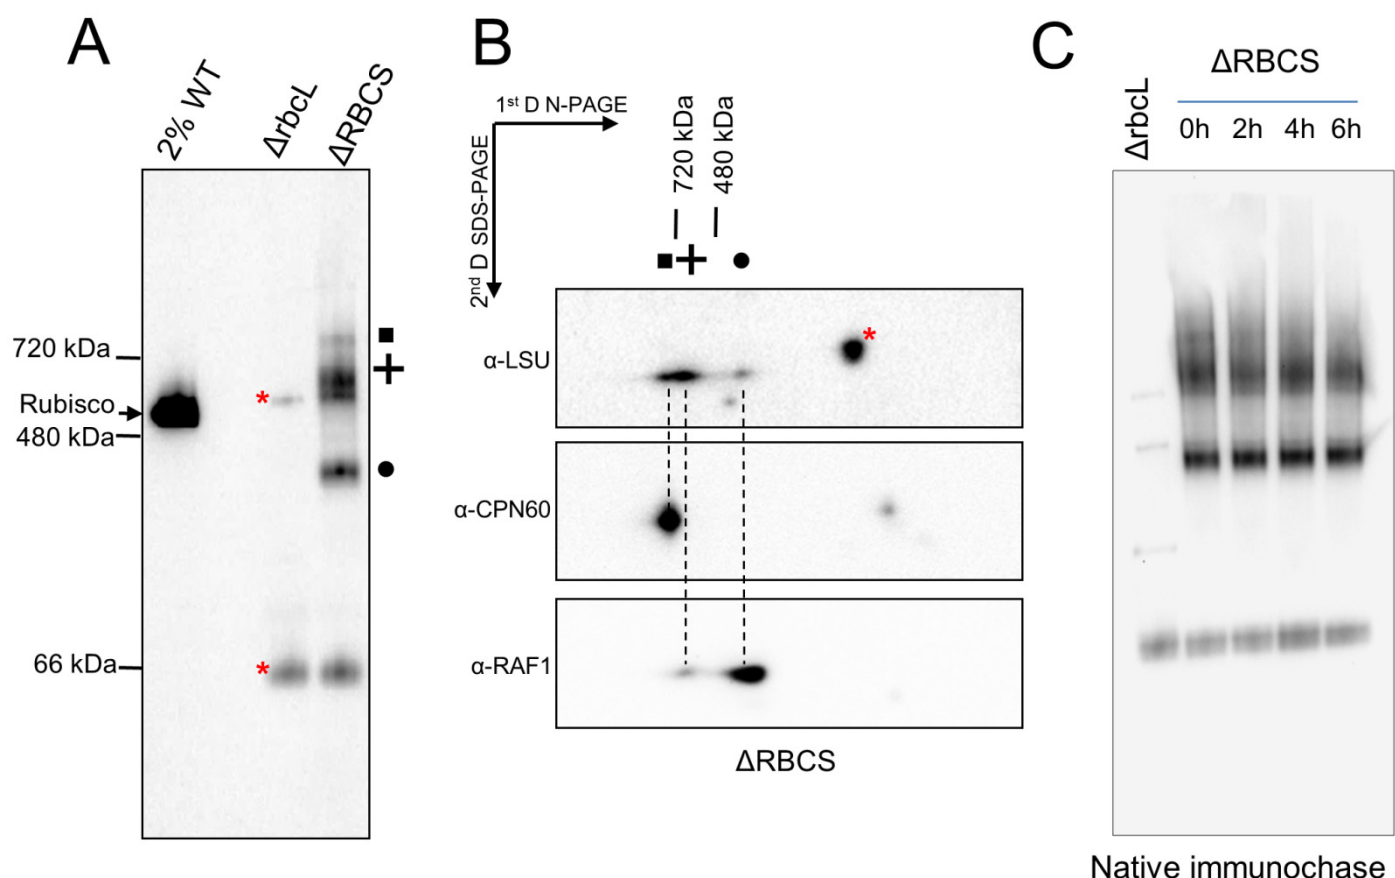 A
2% WT
ΔrbcL
ΔRBCS
720 kDa
Rubisco
480 kDa
66 kDa
*
*
B
1st D N-PAGE
2nd D SDS-PAGE
720 kDa
480 kDa
α-LSU
*
α-CPN60
α-RAF1
ΔRBCS
C
ΔrbcL
ΔRBCS
0h 2h 4h 6h
Native immunochase